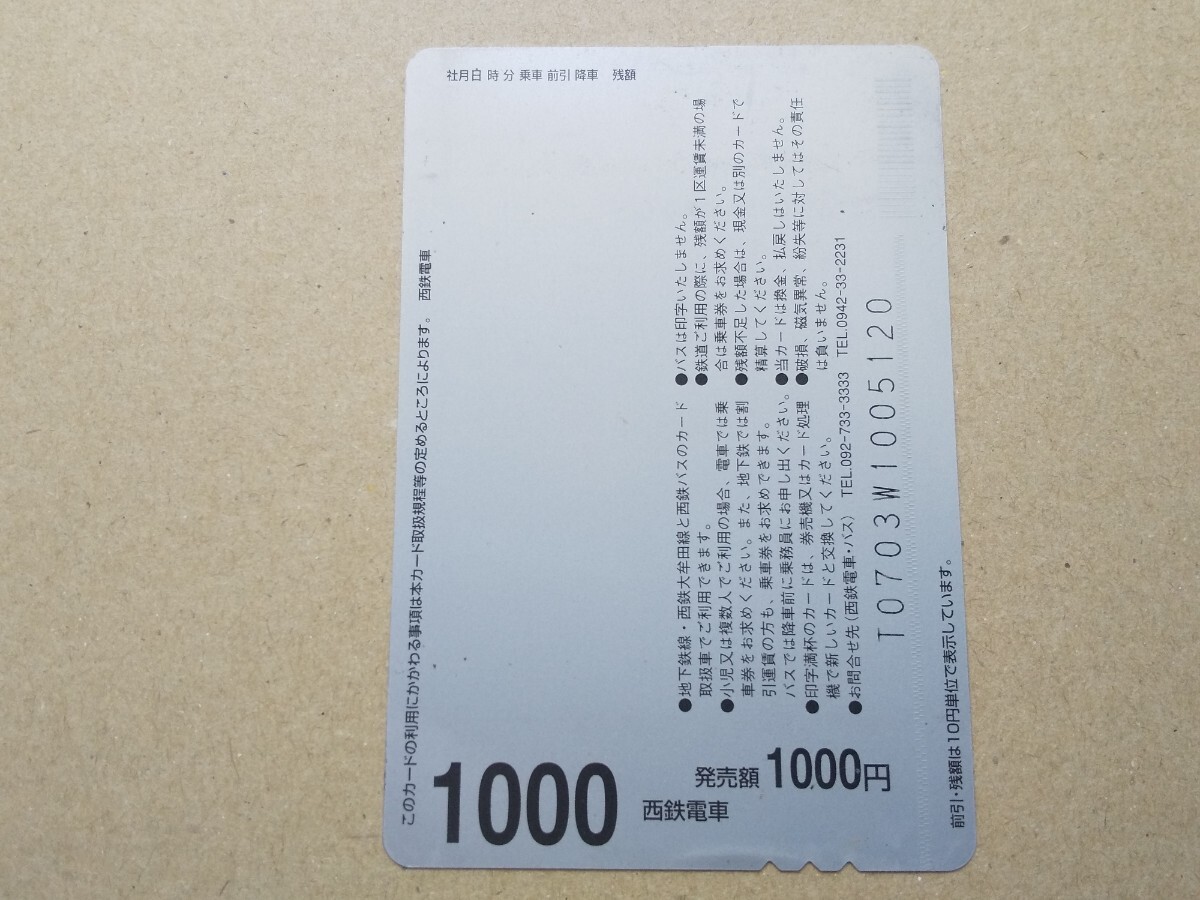 社月日 時 分 乗車 前引 降車 残額
このカードの利用にかかわる事項は本カード取扱規程等の定めるところによります。 西鉄電車
●地下鉄線・西鉄大牟田線と西鉄バスのカード
取扱車でご利用できます。
●小児又は複数人でご利用の場合、電車では乗
車券をお求めください。また、地下鉄では割
引運賃の方も、乗車券をお求めできます。
バスでは降車前に乗務員にお申し出ください。
●印字満杯のカードは、券売機又はカード処理
機で新しいカードと交換してください。
●お問合せ先(西鉄電車・バス) TEL.092-733-3333 TEL.0942-33-2231
●バスは印字いたしません。
●鉄道ご利用の際に、残額が1区運賃未満の場
合は乗車券をお求めください。
●残額不足した場合は、現金又は別のカードで
精算してください。
●当カードは換金、払戻しはいたしません。
●破損、磁気異常、紛失等に対してはその責任
は負いません。
T0703W1005120
前引・残額は10円単位で表示しています。
1000
発売額 1000円
西鉄電車